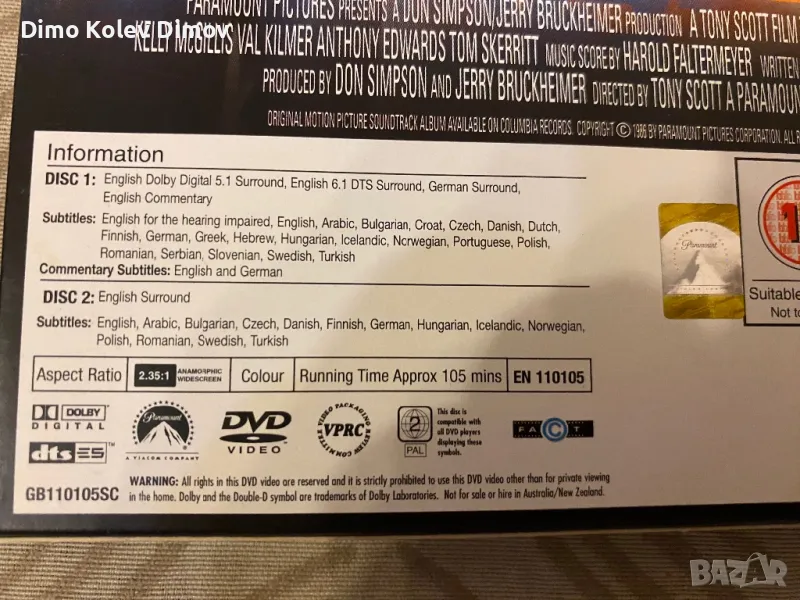 Dimo Kolev Dimov
PARAMOUNT PICTURES PRESENTS A DON SIMPSON/JERRY BRUCKHEIMER PRODUCTION A TONY SCOTT FILM
KELLY McGILLIS VAL KILMER ANTHONY EDWARDS TOM SKERRITT MUSIC SCORE BY HAROLD FALTERMEYER WRITTEN
PRODUCED BY DON SIMPSON AND JERRY BRUCKHEIMER DIRECTED BY TONY SCOTT A PARAMOUNT
ORIGINAL MOTION PICTURE SOUNDTRACK ALBUM AVAILABLE ON COLUMBIA RECORDS. COPYRIGHT © 1986 BY PARAMOUNT PICTURES CORPORATION. ALL
Information
DISC 1: English Dolby Digital 5.1 Surround, English 6.1 DTS Surround, German Surround,
English Commentary
Subtitles: English for the hearing impaired, English, Arabic, Bulgarian, Croat, Czech, Danish, Dutch,
Finnish, German, Greek, Hebrew, Hungarian, Icelandic, Norwegian, Portuguese, Polish,
Romanian, Serbian, Slovenian, Swedish, Turkish
Commentary Subtitles: English and German
DISC 2: English Surround
Subtitles: English, Arabic, Bulgarian, Czech, Danish, Finnish, German, Hungarian, Icelandic, Norwegian,
Polish, Romanian, Swedish, Turkish
Paramount
Suitable
Not to
Aspect Ratio 2.35:1 ANAMORPHIC WIDESCREEN Colour Running Time Approx 105 mins EN 110105
DOLBY
DIGITAL
dts ES
Paramount
A VIACOM COMPANY
DVD
VIDEO
VIDEO PACKAGING REVIEW COMMITTEE
VPRC
2
PAL
This disc is
compatible with
all DVD players
displaying these
symbols.
FACT
WARNING: All rights in this DVD video are reserved and it is strictly prohibited to use this DVD video other than for private viewing
in the home. Dolby and the Double-D symbol are trademarks of Dolby Laboratories. Not for sale or hire in Australia/New Zealand.
GB110105SC
BAZAR